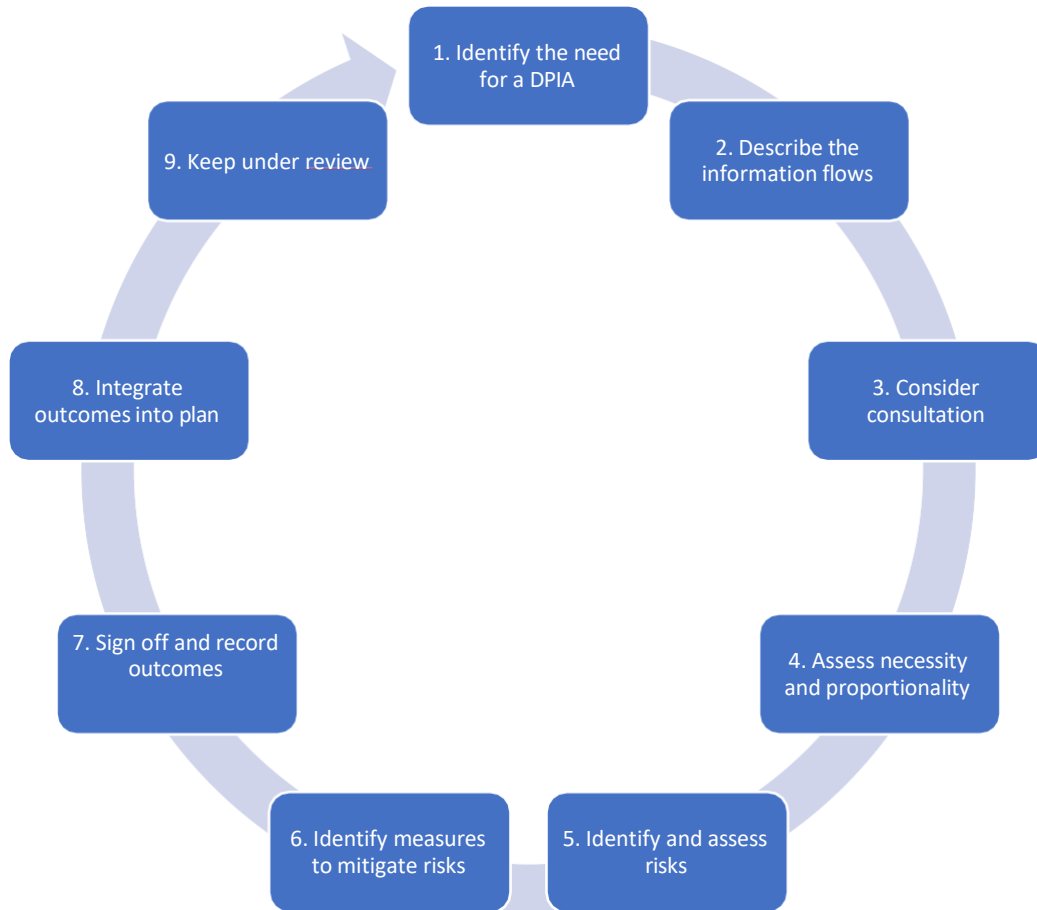 1. Identify the need
for a DPIA
2. Describe the
information flows
3. Consider
consultation
4. Assess necessity
and proportionality
5. Identify and assess
risks
6. Identify measures
to mitigate risks
7. Sign off and record
outcomes
8. Integrate
outcomes into plan
9. Keep under review